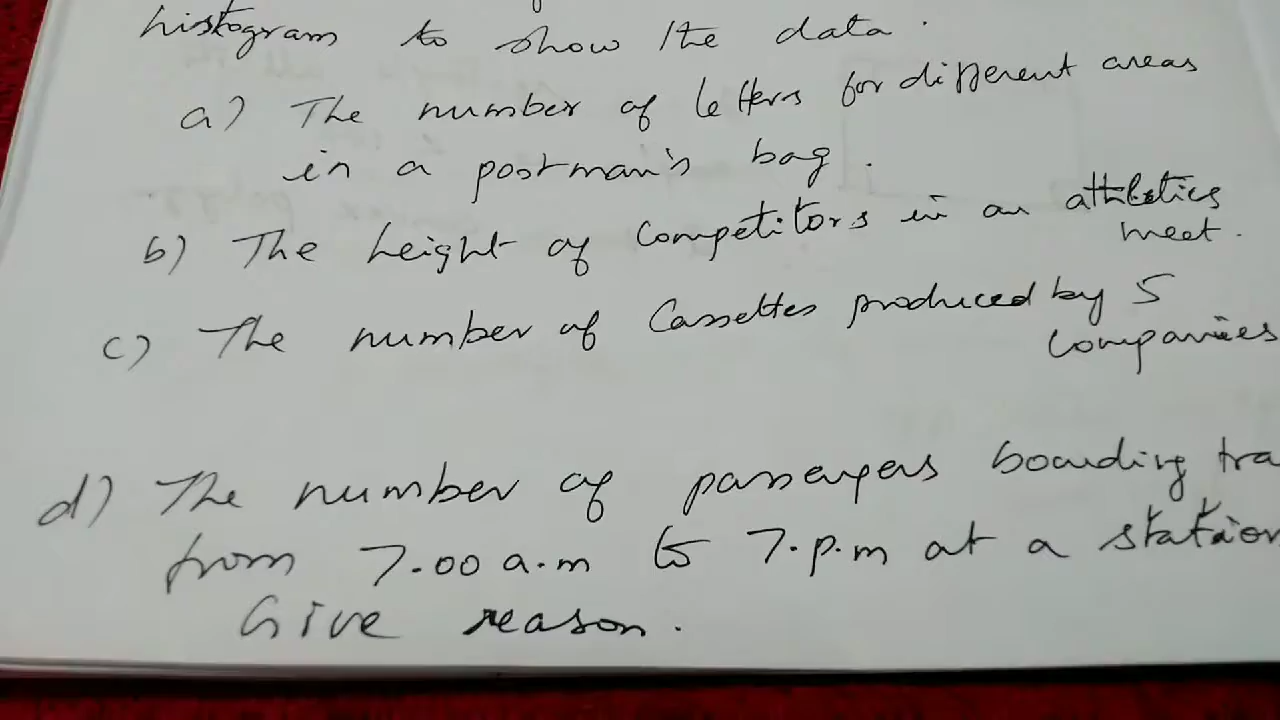 histogram to show the data.
a) The number of letters for different areas
in a postman's bag.
b) The height of competitors in an athletics
meet.
c) The number of Cassettes produced by 5
companies
d) The number of passengers boarding tra
from 7.00 a.m to 7.p.m at a station
Give reason.